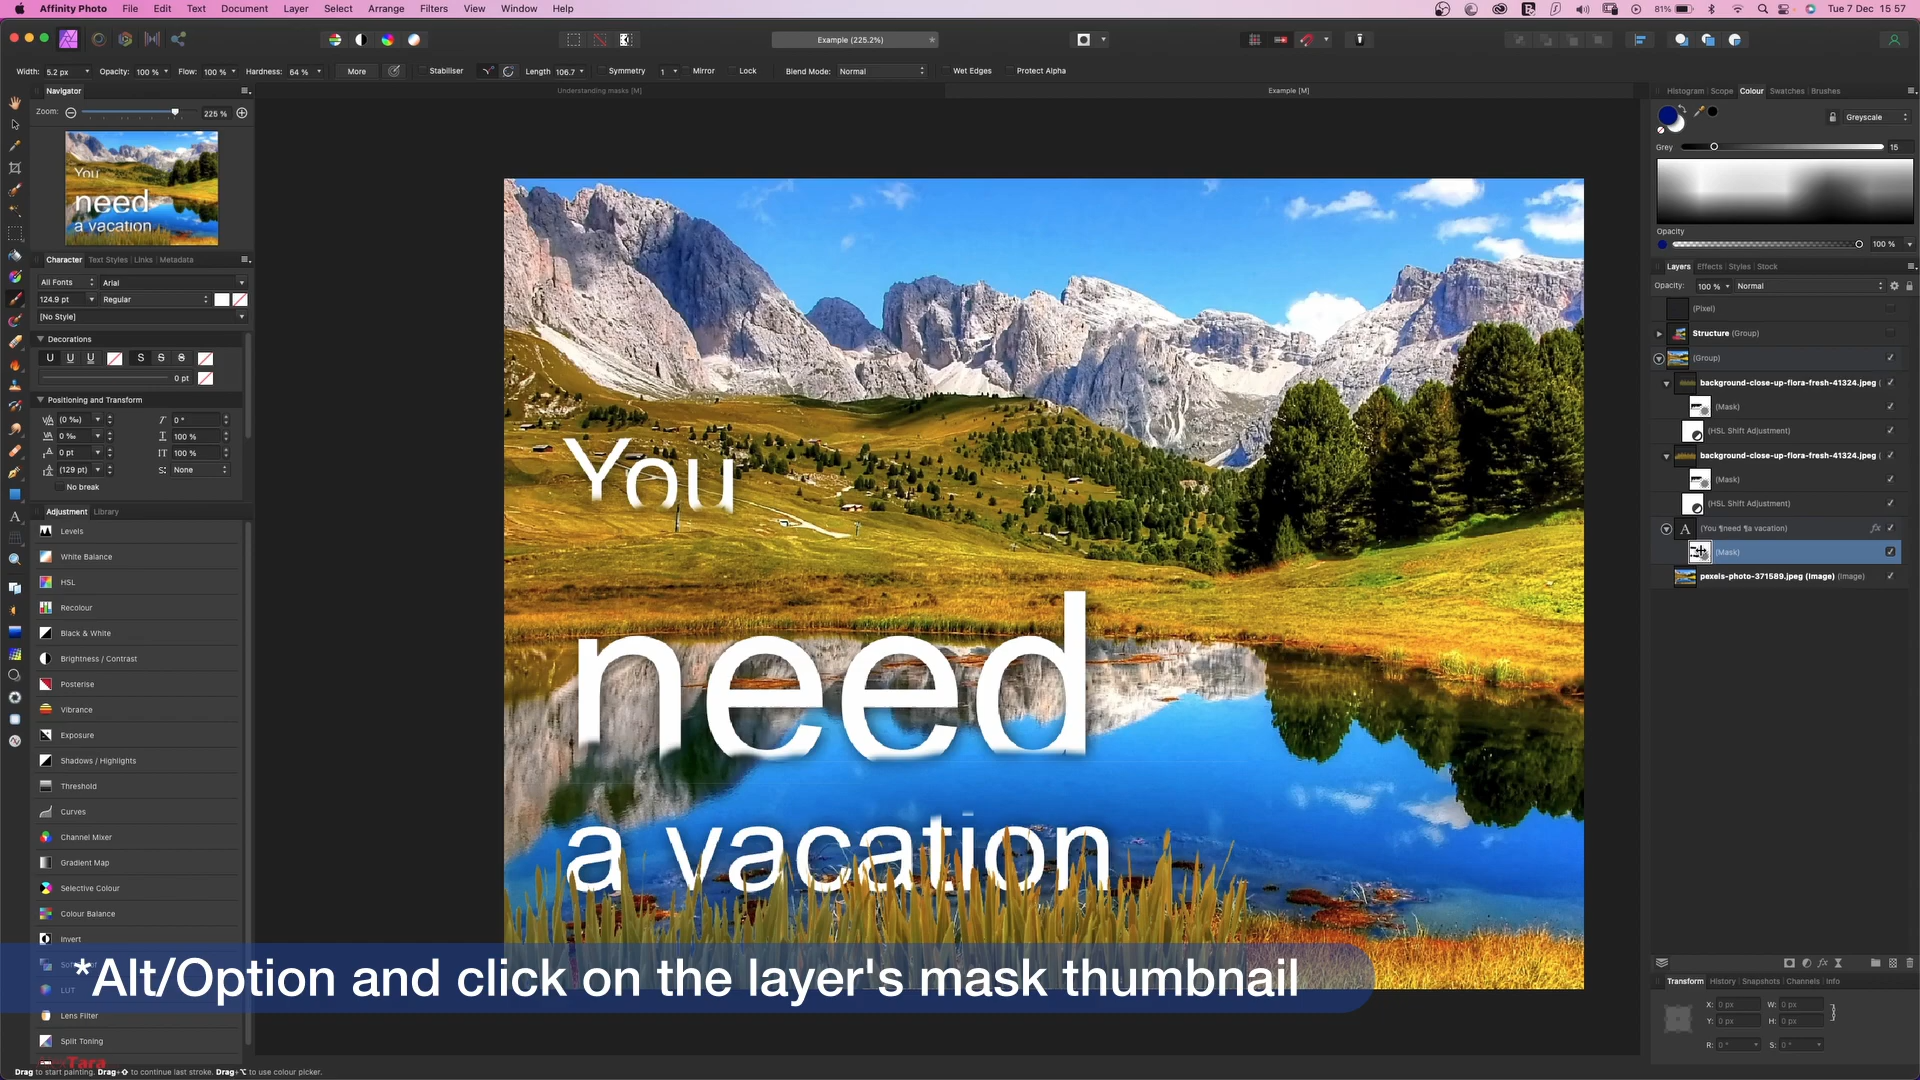 Affinity Photo File Edit Text Document Layer Select Arrange Filters View Window Help
81% Tue 7 Dec 15 57
Example (225.2%)
Width: 5.2 px Opacity: 100 % Flow: 100 % Hardness: 64 % More Stabiliser Length 106.7 Symmetry 1 Mirror Lock Blend Mode: Normal Wet Edges Protect Alpha
Navigator
Understanding masks [M]
Example [M]
Zoom: 225 %
You
need
a vacation
Character Text Styles Links Metadata
All Fonts Arial
124.9 pt Regular
[No Style]
Decorations
U U U S S S
0 pt
Positioning and Transform
(0 ‰) 0 °
0 ‰ 100 %
0 pt 100 %
(129 pt) None
No break
Adjustment Library
Levels
White Balance
HSL
Recolour
Black & White
Brightness / Contrast
Posterise
Vibrance
Exposure
Shadows / Highlights
Threshold
Curves
Channel Mixer
Gradient Map
Selective Colour
Colour Balance
Invert
LUT
Lens Filter
Split Toning
Tara
Drag to start painting. Drag+⇧ to continue last stroke. Drag+⌥ to use colour picker.
You
need
a vacation
*Alt/Option and click on the layer's mask thumbnail
Histogram Scope Colour Swatches Brushes
Greyscale
Grey 15
Opacity
100 %
Layers Effects Styles Stock
Opacity: 100 % Normal
(Pixel)
Structure (Group)
(Group)
background-close-up-flora-fresh-41324.jpeg (
(Mask)
(HSL Shift Adjustment)
background-close-up-flora-fresh-41324.jpeg (
(Mask)
(HSL Shift Adjustment)
A (You ¶need ¶a vacation) fx
(Mask)
pexels-photo-371589.jpeg (Image) (Image)
Transform History Snapshots Channels Info
X: 0 px W: 0 px
Y: 0 px H: 0 px
R: 0 ° S: 0 °